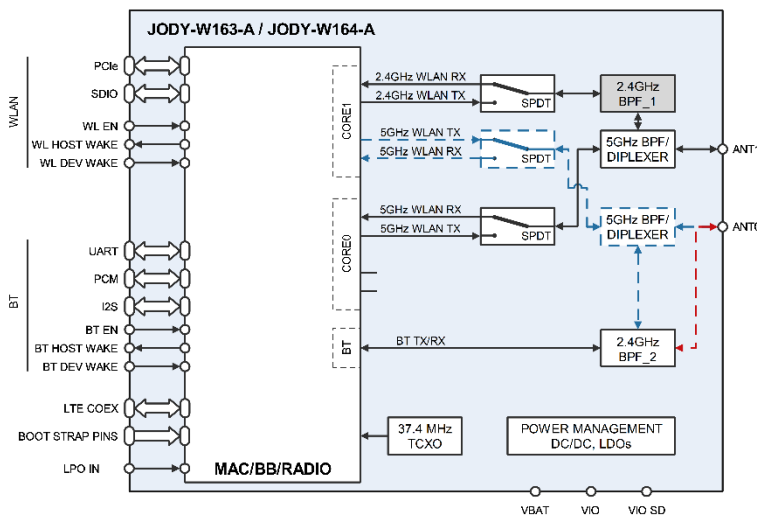 JODY-W163-A / JODY-W164-A
WLAN
PCIe
SDIO
WL EN
WL HOST WAKE
WL DEV WAKE
BT
UART
PCM
I2S
BT EN
BT HOST WAKE
BT DEV WAKE
LTE COEX
BOOT STRAP PINS
LPO IN
CORE1
CORE0
BT
MAC/BB/RADIO
2.4GHz WLAN RX
2.4GHz WLAN TX
SPDT
5GHz WLAN TX
5GHz WLAN RX
SPDT
5GHz WLAN RX
5GHz WLAN TX
SPDT
BT TX/RX
2.4GHz
BPF_1
5GHz BPF/
DIPLEXER
5GHz BPF/
DIPLEXER
2.4GHz
BPF_2
ANT1
ANT0
37.4 MHz
TCXO
POWER MANAGEMENT
DC/DC, LDOs
VBAT
VIO
VIO SD